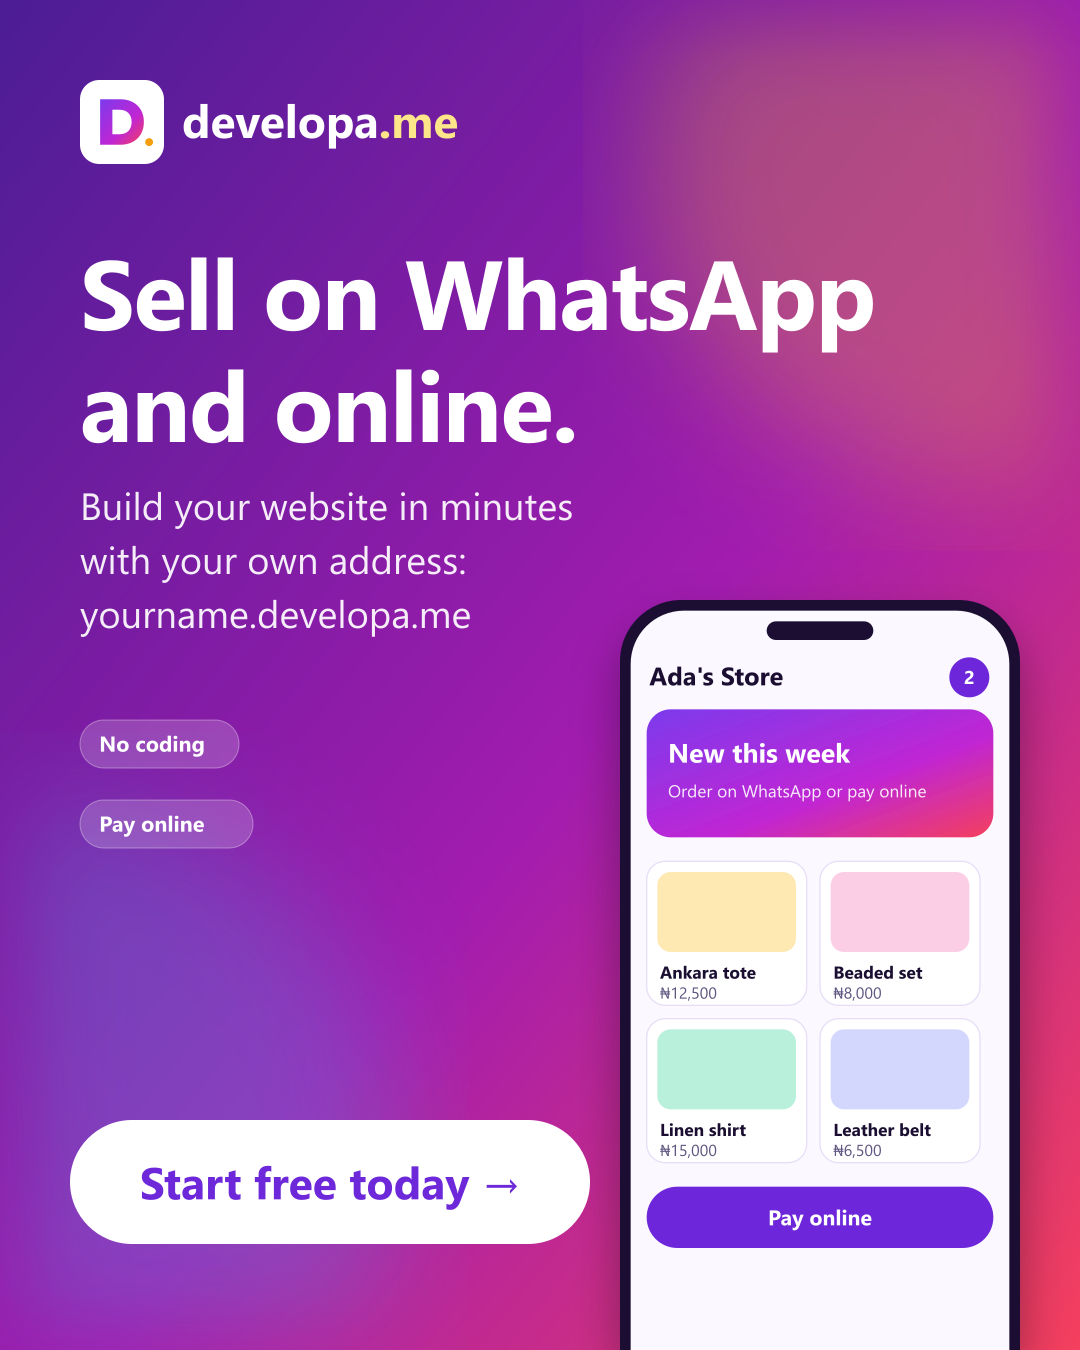 D.
developa.me
Sell on WhatsApp
and online.
Build your website in minutes
with your own address:
yourname.developa.me
No coding
Pay online
Start free today →
Ada's Store
2
New this week
Order on WhatsApp or pay online
Ankara tote
₦12,500
Beaded set
₦8,000
Linen shirt
₦15,000
Leather belt
₦6,500
Pay online